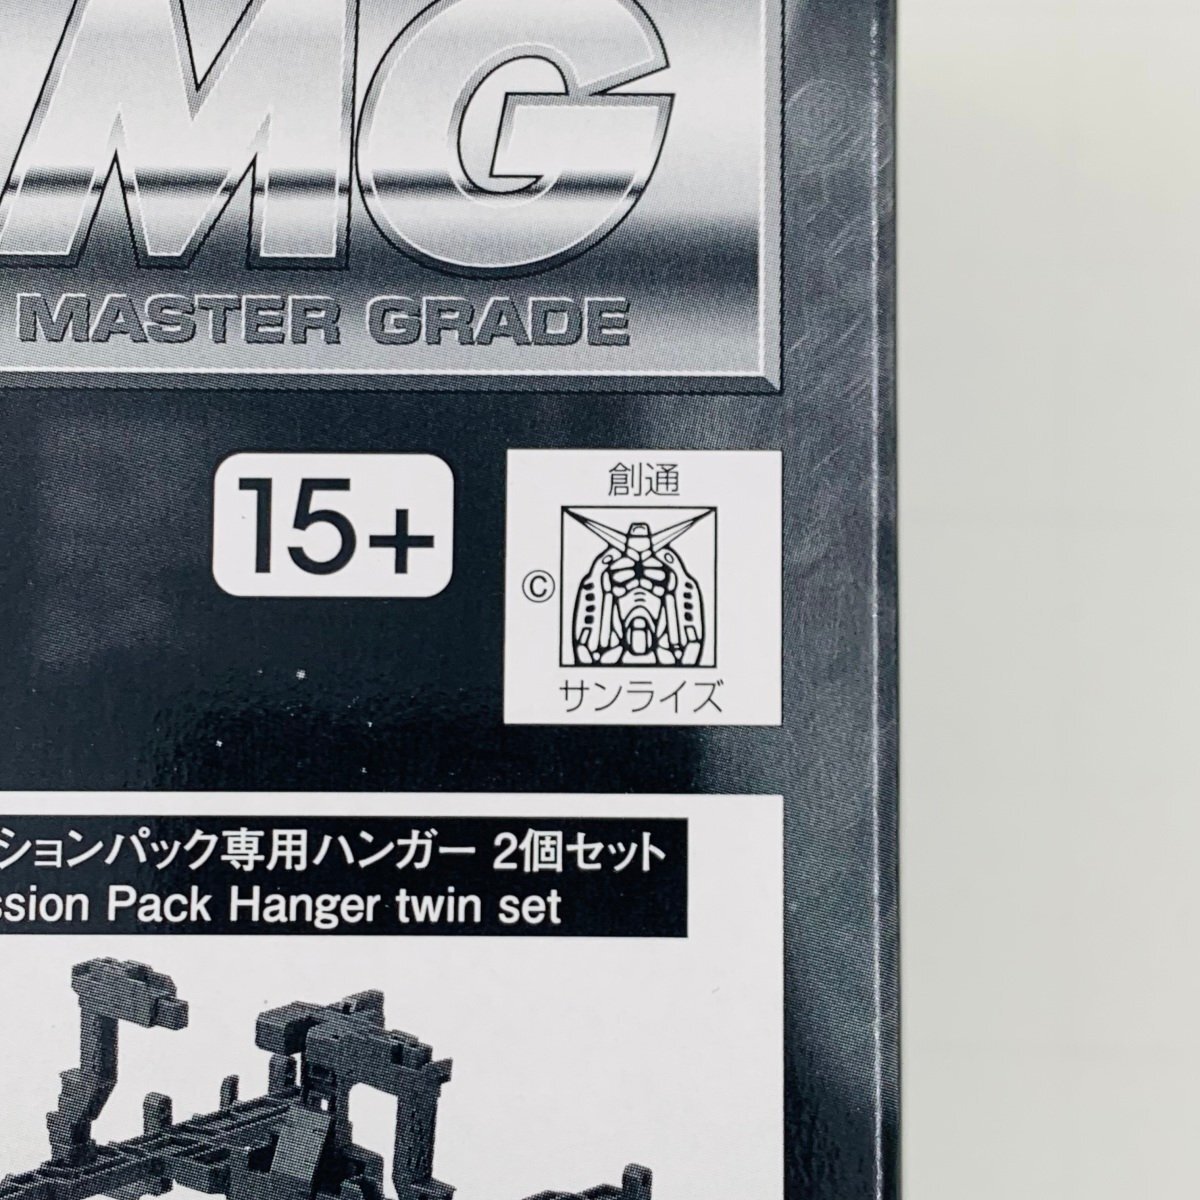 MG
MASTER GRADE
15+
創通
©
サンライズ
ションパック専用ハンガー 2個セット
ssion Pack Hanger twin set